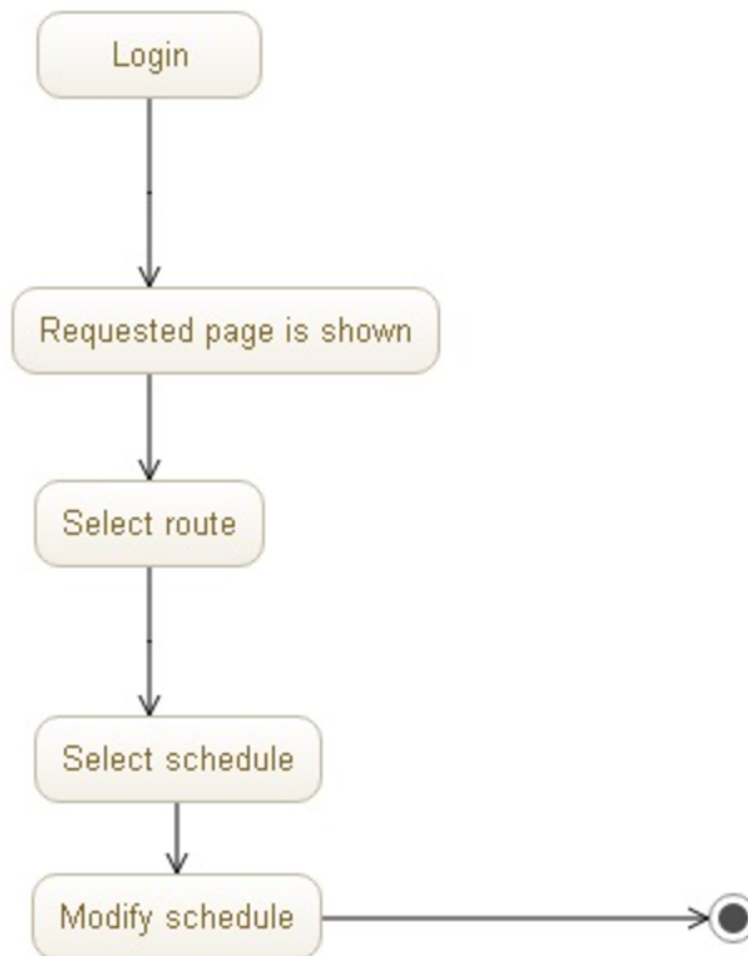 Login
Requested page is shown
Select route
Select schedule
Modify schedule